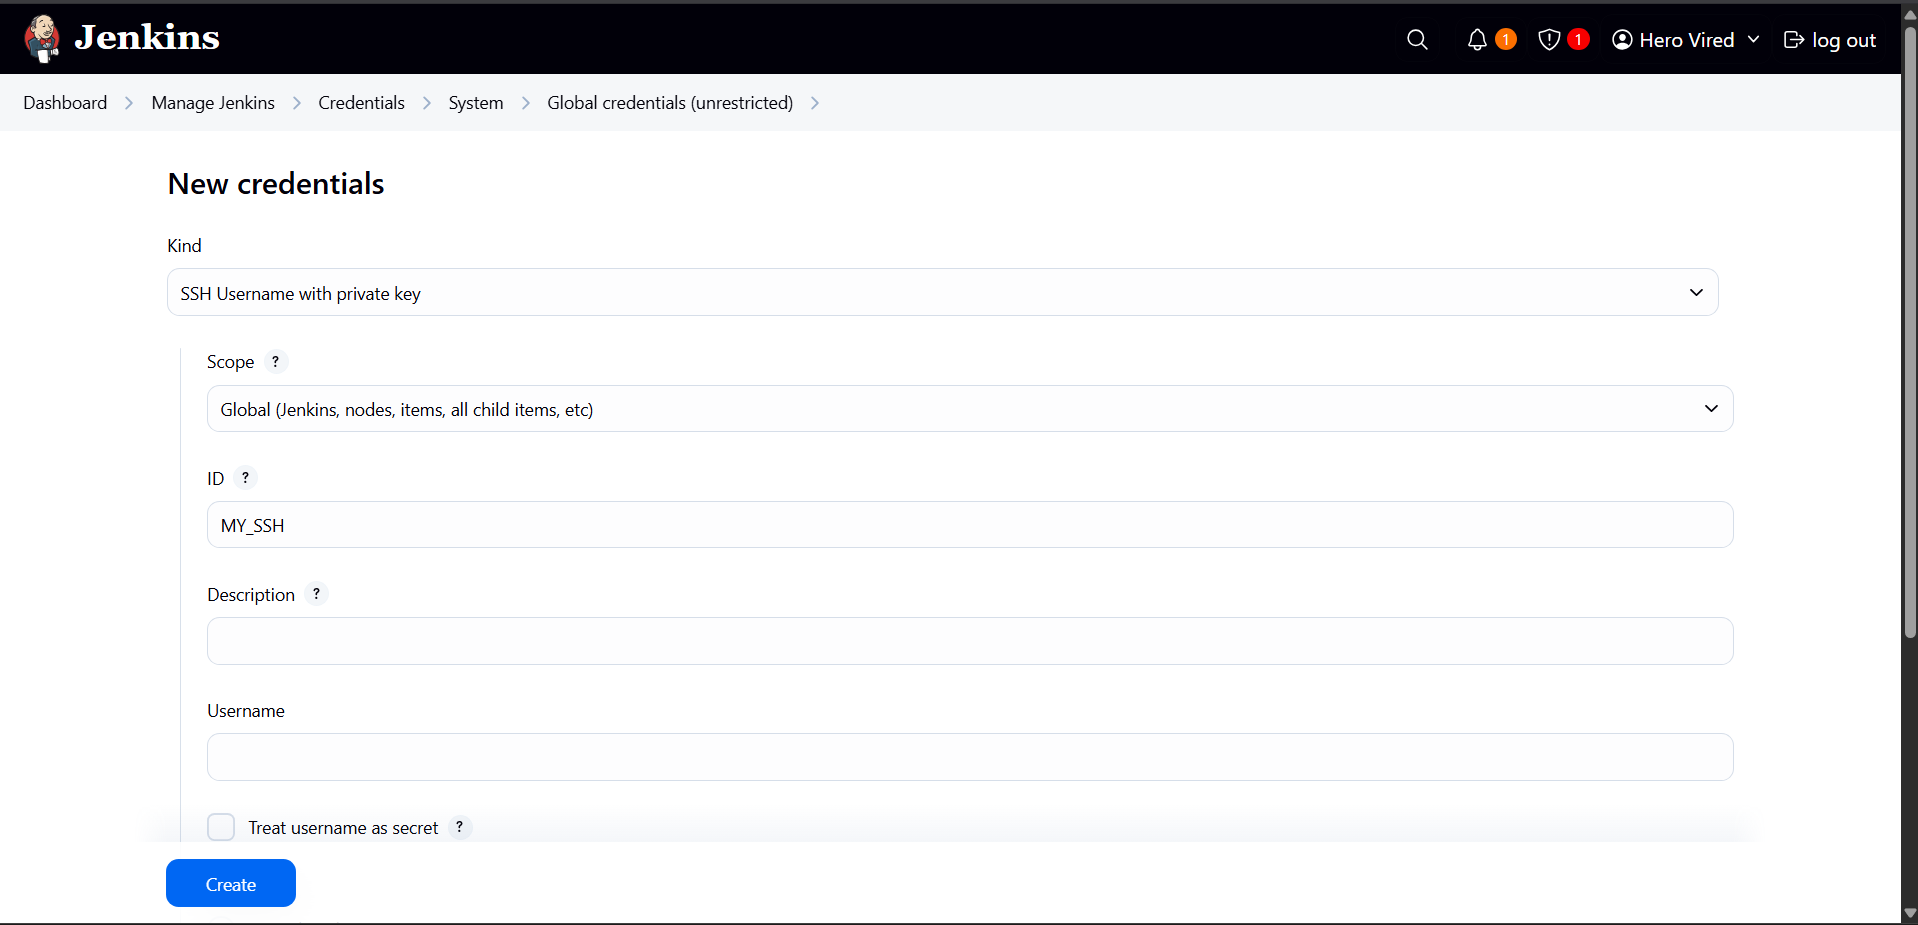 Jenkins
1
1
Hero Vired
log out
Dashboard > Manage Jenkins > Credentials > System > Global credentials (unrestricted) >
New credentials
Kind
SSH Username with private key
Scope ?
Global (Jenkins, nodes, items, all child items, etc)
ID ?
MY_SSH
Description ?
Username
Treat username as secret ?
Create